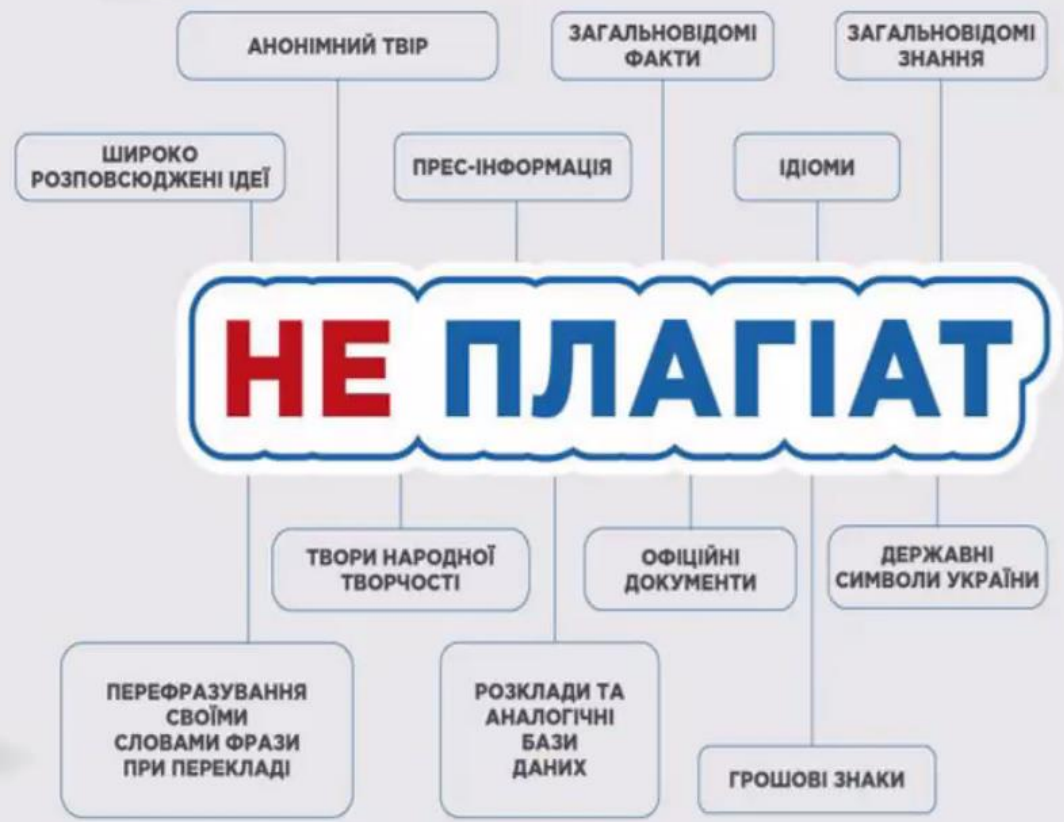 АНОНІМНИЙ ТВІР
ЗАГАЛЬНОВІДОМІ
ФАКТИ
ЗАГАЛЬНОВІДОМІ
ЗНАННЯ
ШИРОКО
РОЗПОВСЮДЖЕНІ ІДЕЇ
ПРЕС-ІНФОРМАЦІЯ
ІДІОМИ
НЕ ПЛАГІАТ
ТВОРИ НАРОДНОЇ
ТВОРЧОСТІ
ОФІЦІЙНІ
ДОКУМЕНТИ
ДЕРЖАВНІ
СИМВОЛИ УКРАЇНИ
ПЕРЕФРАЗУВАННЯ
СВОЇМИ
СЛОВАМИ ФРАЗИ
ПРИ ПЕРЕКЛАДІ
РОЗКЛАДИ ТА
АНАЛОГІЧНІ
БАЗИ
ДАНИХ
ГРОШОВІ ЗНАКИ